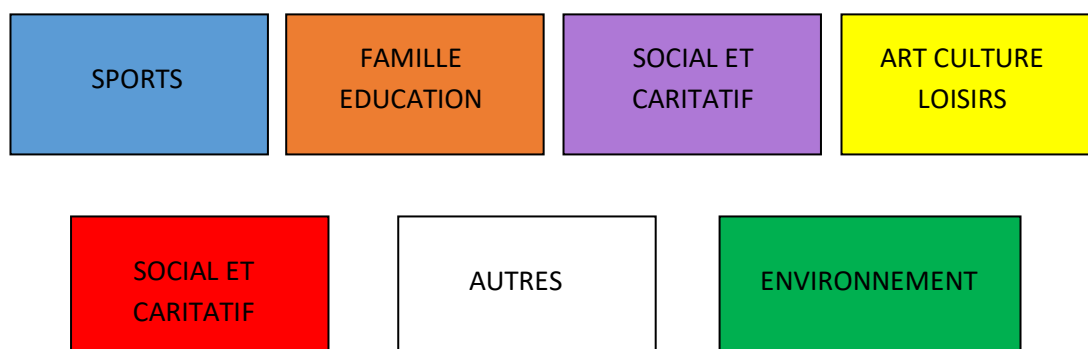 SPORTS
FAMILLE
EDUCATION
SOCIAL ET
CARITATIF
ART CULTURE
LOISIRS
SOCIAL ET
CARITATIF
AUTRES
ENVIRONNEMENT